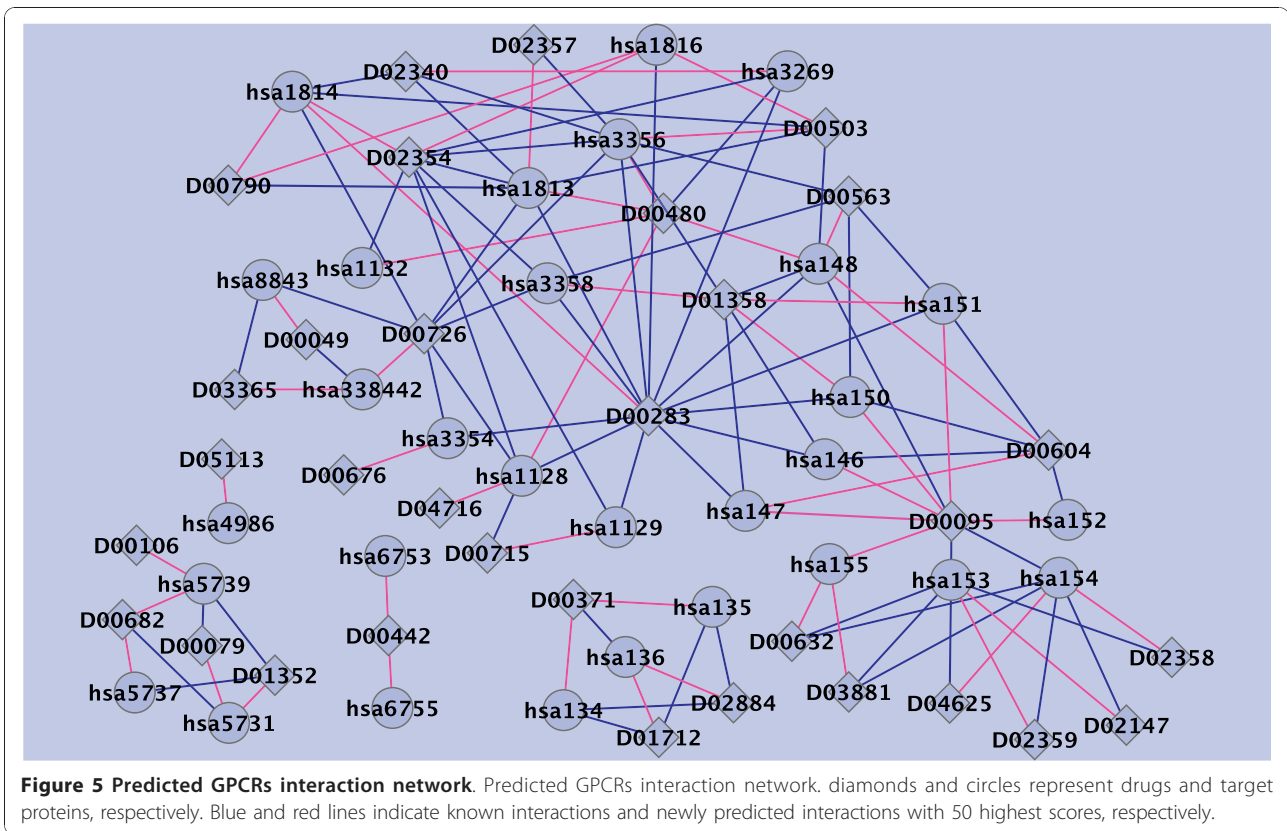 D02357
hsa1816
D02340
hsa3269
hsa1814
D00503
hsa3356
D02354
D00790
hsa1813
D00563
D00480
hsa1132
hsa148
hsa8843
hsa3358
D01358
hsa151
D00049
D00726
D03365
hsa338442
hsa150
D00283
hsa3354
D00604
D05113
D00676
hsa146
hsa1128
D04716
hsa147
hsa4986
hsa1129
D00095
hsa152
D00106
hsa6753
D00715
hsa155
hsa5739
hsa153
hsa154
D00371
hsa135
D00682
D00442
D00079
D00632
hsa136
D02358
D01352
hsa5737
D03881
D04625
D02884
hsa6755
hsa134
hsa5731
D02147
D01712
D02359
Figure 5 Predicted GPCRs interaction network. Predicted GPCRs interaction network. diamonds and circles represent drugs and target
proteins, respectively. Blue and red lines indicate known interactions and newly predicted interactions with 50 highest scores, respectively.